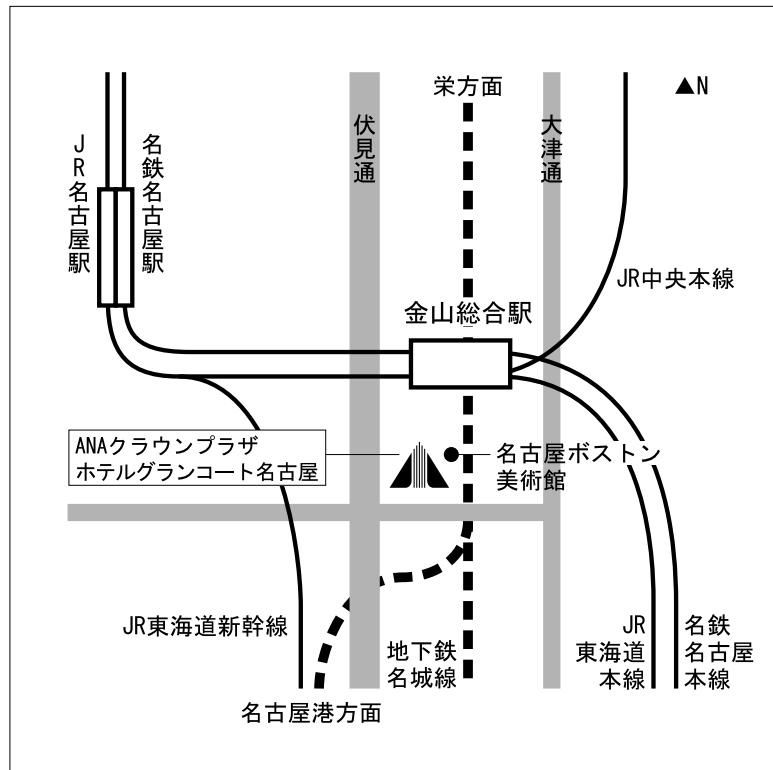 栄方面
▲N
伏見通
大津通
JR名古屋駅
名鉄名古屋駅
JR中央本線
金山総合駅
ANAクラウンプラザ
ホテルグランコート名古屋
名古屋ボストン
美術館
JR東海道新幹線
地下鉄
名城線
JR
東海道
本線
名鉄
名古屋
本線
名古屋港方面